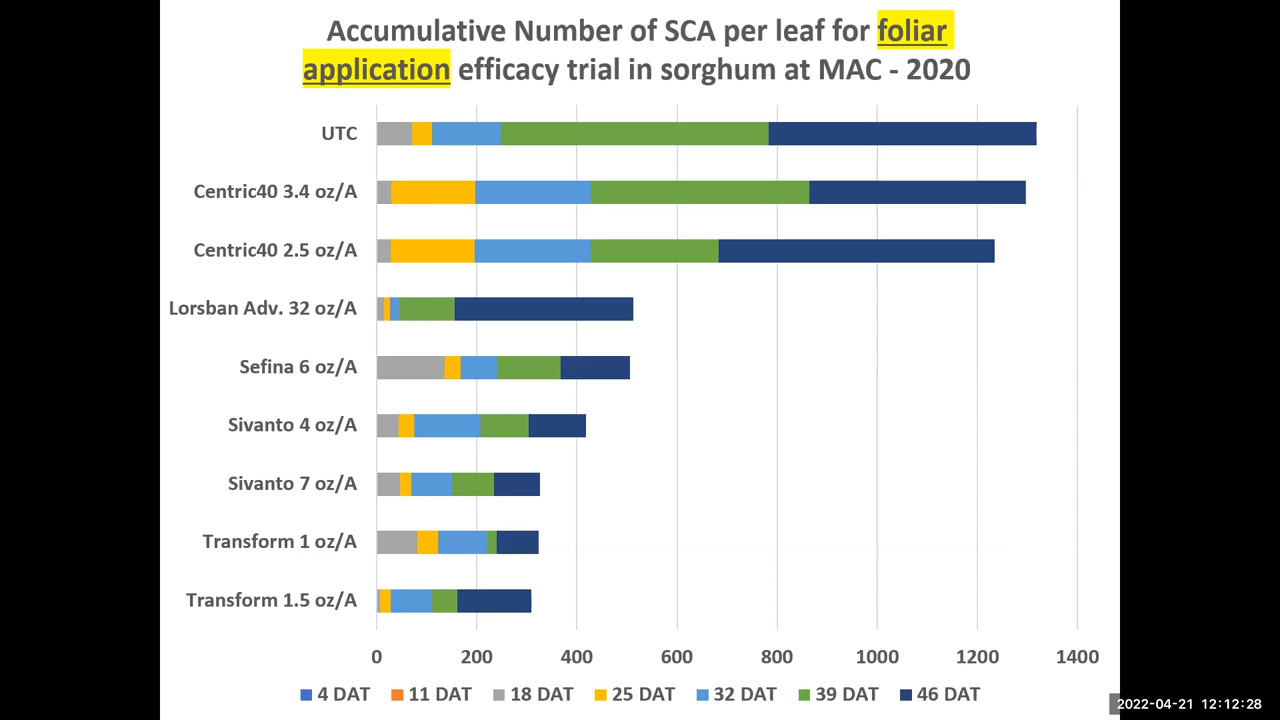 Accumulative Number of SCA per leaf for foliar
application efficacy trial in sorghum at MAC - 2020
UTC
Centric40 3.4 oz/A
Centric40 2.5 oz/A
Lorsban Adv. 32 oz/A
Sefina 6 oz/A
Sivanto 4 oz/A
Sivanto 7 oz/A
Transform 1 oz/A
Transform 1.5 oz/A
0 200 400 600 800 1000 1200 1400
4 DAT 11 DAT 18 DAT 25 DAT 32 DAT 39 DAT 46 DAT
2022-04-21 12:12:28